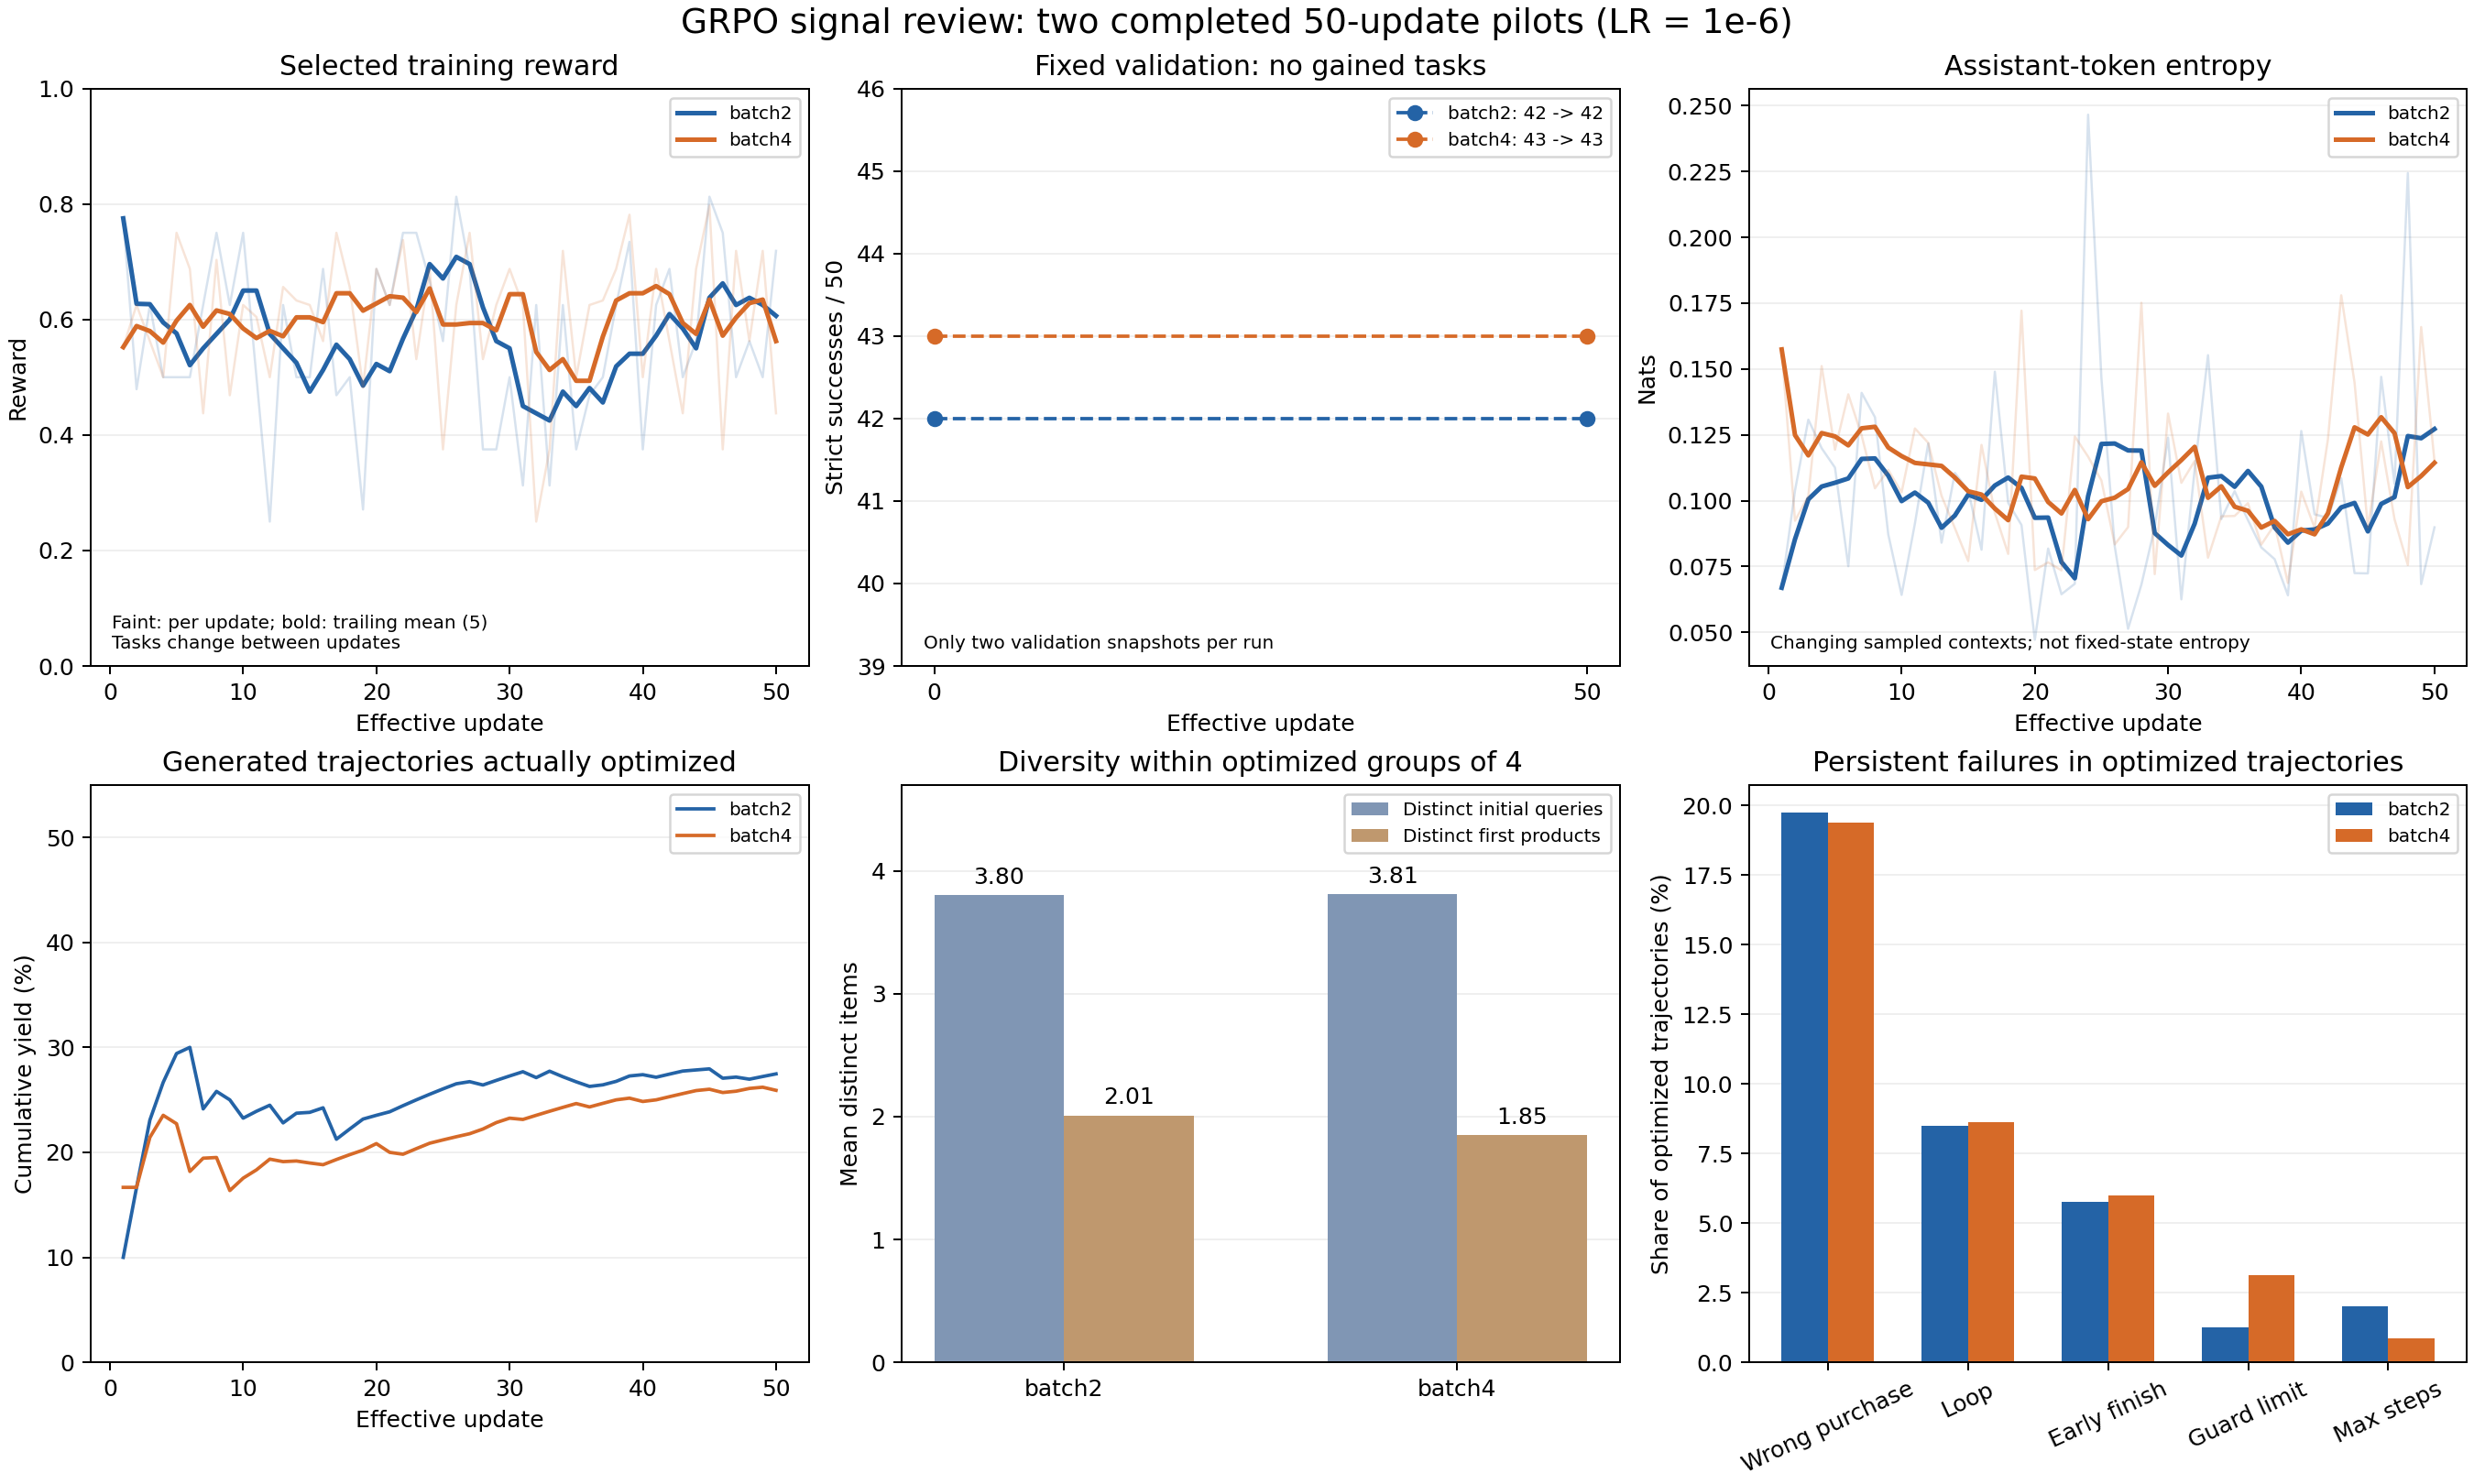 GRPO signal review: two completed 50-update pilots (LR = 1e-6)
Selected training reward
1.0
0.8
0.6
0.4
0.2
0.0
Reward
batch2
batch4
Faint: per update; bold: trailing mean (5)
Tasks change between updates
0 10 20 30 40 50
Effective update
Fixed validation: no gained tasks
46
45
44
43
42
41
40
39
Strict successes / 50
batch2: 42 -> 42
batch4: 43 -> 43
Only two validation snapshots per run
0 50
Effective update
Assistant-token entropy
0.250
0.225
0.200
0.175
0.150
0.125
0.100
0.075
0.050
Nats
batch2
batch4
Changing sampled contexts; not fixed-state entropy
0 10 20 30 40 50
Effective update
Generated trajectories actually optimized
50
40
30
20
10
0
Cumulative yield (%)
batch2
batch4
0 10 20 30 40 50
Effective update
Diversity within optimized groups of 4
4
3
2
1
0
Mean distinct items
Distinct initial queries
Distinct first products
3.80
2.01
3.81
1.85
batch2 batch4
Persistent failures in optimized trajectories
20.0
17.5
15.0
12.5
10.0
7.5
5.0
2.5
0.0
Share of optimized trajectories (%)
batch2
batch4
Wrong purchase
Loop
Early finish
Guard limit
Max steps